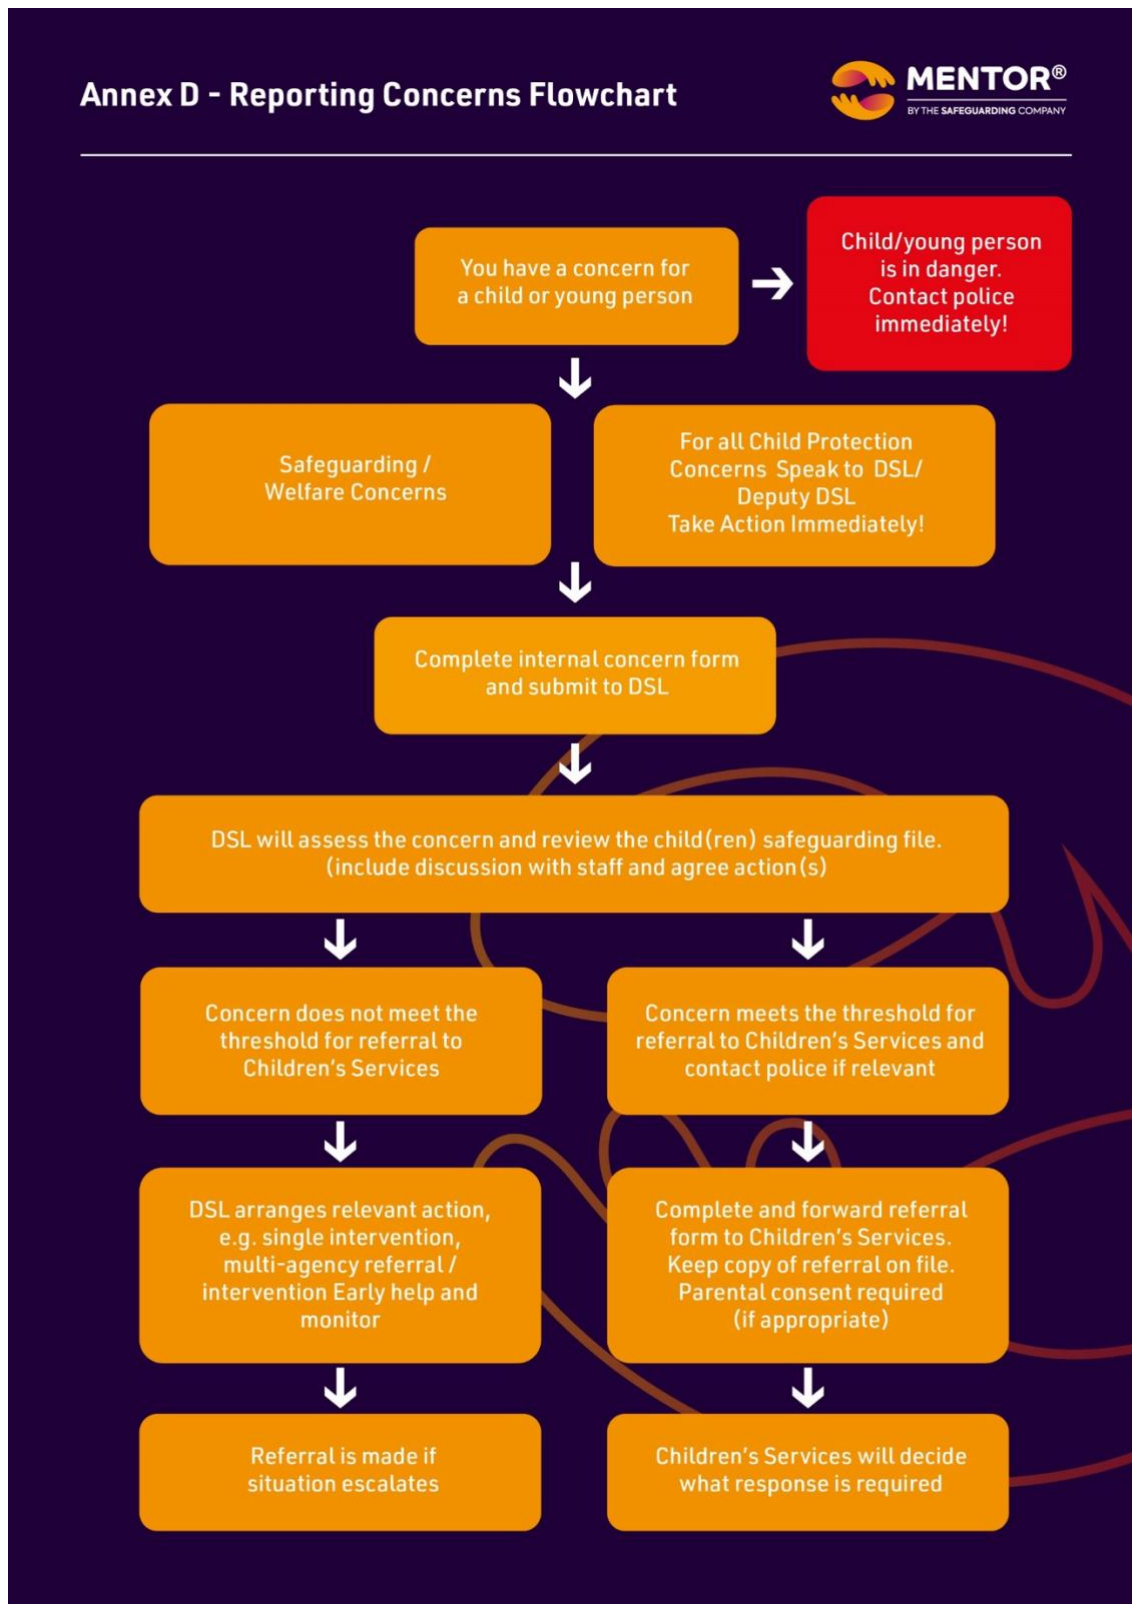 Annex D - Reporting Concerns Flowchart
MENTOR®
BY THE SAFEGUARDING COMPANY
You have a concern for
a child or young person
Child/young person
is in danger.
Contact police
immediately!
Safeguarding /
Welfare Concerns
For all Child Protection
Concerns Speak to DSL/
Deputy DSL
Take Action Immediately!
Complete internal concern form
and submit to DSL
DSL will assess the concern and review the child(ren) safeguarding file.
(include discussion with staff and agree action(s)
Concern does not meet the
threshold for referral to
Children's Services
Concern meets the threshold for
referral to Children's Services and
contact police if relevant
DSL arranges relevant action,
e.g. single intervention,
multi-agency referral /
intervention Early help and
monitor
Complete and forward referral
form to Children's Services.
Keep copy of referral on file.
Parental consent required
(if appropriate)
Referral is made if
situation escalates
Children's Services will decide
what response is required